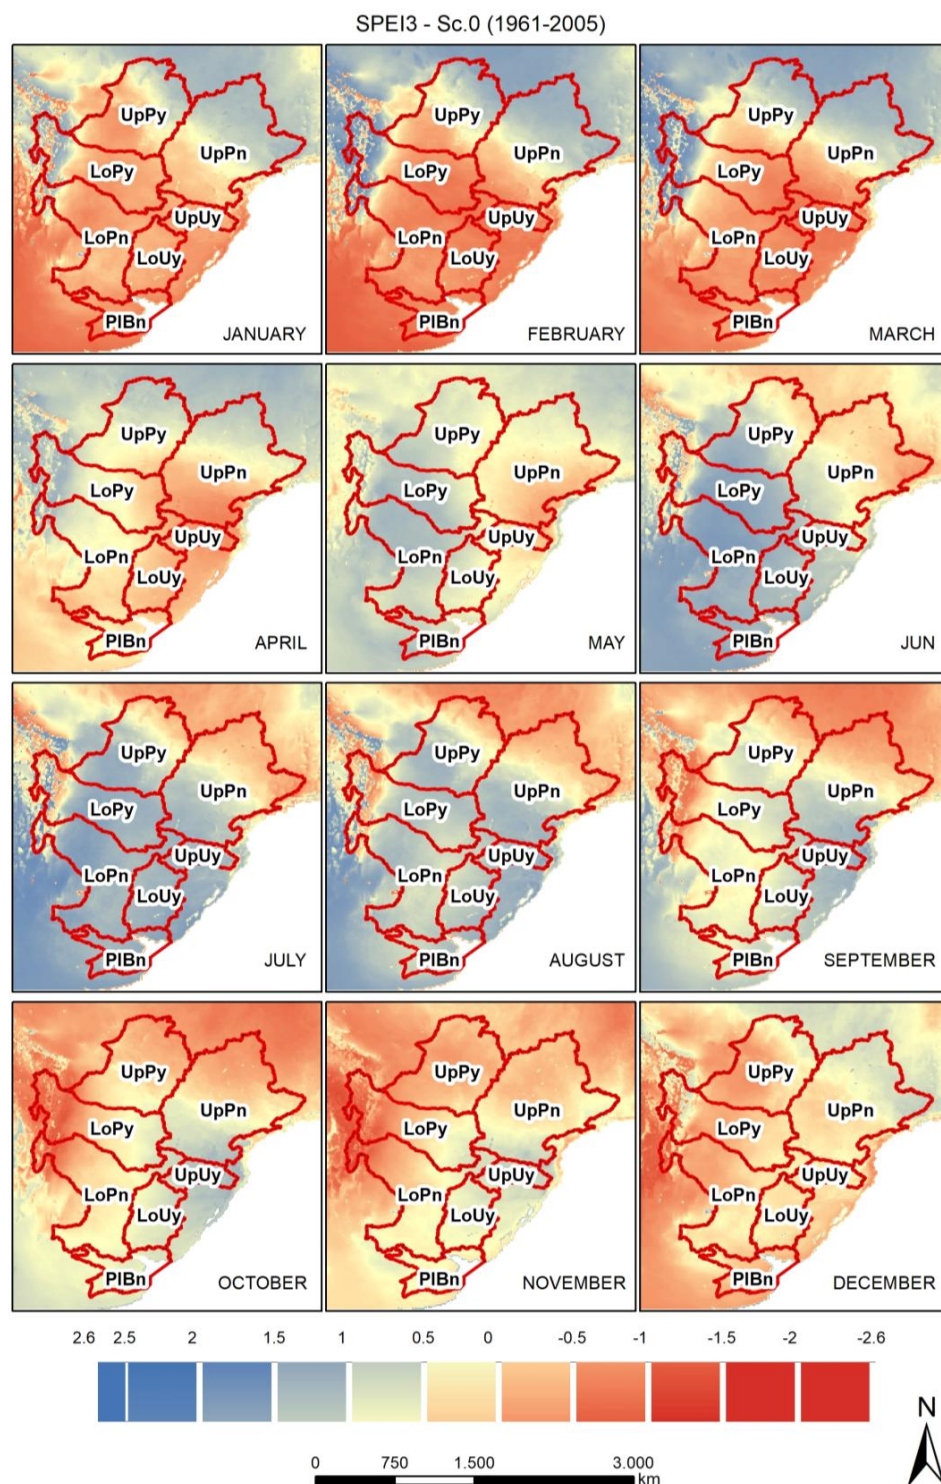 SPEI3 - Sc.0 (1961-2005)
UpPy
UpPn
LoPy
UpUy
LoPn
LoUy
PlBn
JANUARY
UpPy
UpPn
LoPy
UpUy
LoPn
LoUy
PlBn
FEBRUARY
UpPy
UpPn
LoPy
UpUy
LoPn
LoUy
PlBn
MARCH
UpPy
UpPn
LoPy
UpUy
LoPn
LoUy
PlBn
APRIL
UpPy
UpPn
LoPy
UpUy
LoPn
LoUy
PlBn
MAY
UpPy
UpPn
LoPy
UpUy
LoPn
LoUy
PlBn
JUN
UpPy
UpPn
LoPy
UpUy
LoPn
LoUy
PlBn
JULY
UpPy
UpPn
LoPy
UpUy
LoPn
LoUy
PlBn
AUGUST
UpPy
UpPn
LoPy
UpUy
LoPn
LoUy
PlBn
SEPTEMBER
UpPy
UpPn
LoPy
UpUy
LoPn
LoUy
PlBn
OCTOBER
UpPy
UpPn
LoPy
UpUy
LoPn
LoUy
PlBn
NOVEMBER
UpPy
UpPn
LoPy
UpUy
LoPn
LoUy
PlBn
DECEMBER
2.6 2.5 2 1.5 1 0.5 0 -0.5 -1 -1.5 -2 -2.6
N
0 750 1.500 3.000
km